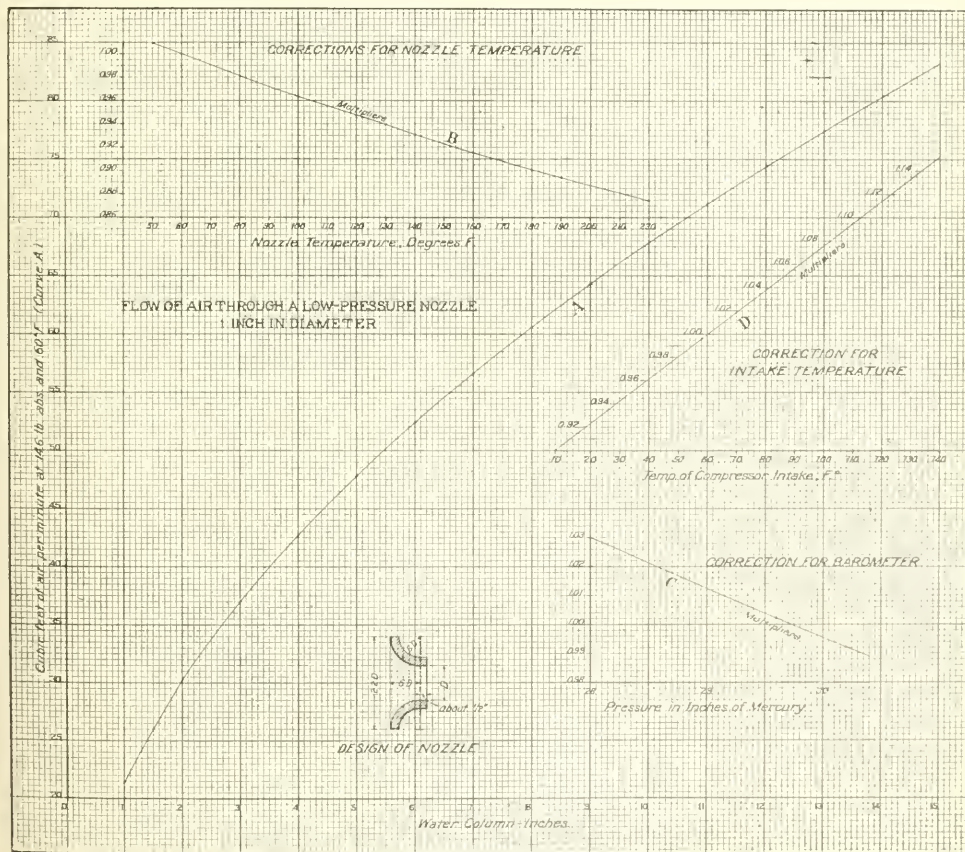 CORRECTIONS FOR NOZZLE TEMPERATURE
1.00
0.98
0.96
0.94
0.92
0.90
0.88
0.86
Multipliers
B
50 60 70 80 90 100 110 120 130 140 150 160 170 180 190 200 210 230
Nozzle Temperature, Degrees F.
FLOW OF AIR THROUGH A LOW-PRESSURE NOZZLE
1 INCH IN DIAMETER
A
1.14
1.12
1.10
1.08
1.06
1.04
1.02
1.00
0.98
0.96
0.94
0.92
Multipliers
D
CORRECTION FOR
INTAKE TEMPERATURE
10 20 30 40 50 60 70 80 90 100 110 120 130 140
Temp. of Compressor Intake, F.°
1.03
1.02
1.01
1.00
0.99
0.98
CORRECTION FOR BAROMETER
C
Multipliers
28 29 30
Pressure in Inches of Mercury
2.2D
.6D
.6D
D
about 1/2"
DESIGN OF NOZZLE
Cubic feet of air per minute at 14.6 lb. abs. and 60°F. (Curve A)
85
80
75
70
65
60
55
50
45
40
35
30
25
20
0 1 2 3 4 5 6 7 8 9 10 11 12 13 14 15
Water Column-Inches